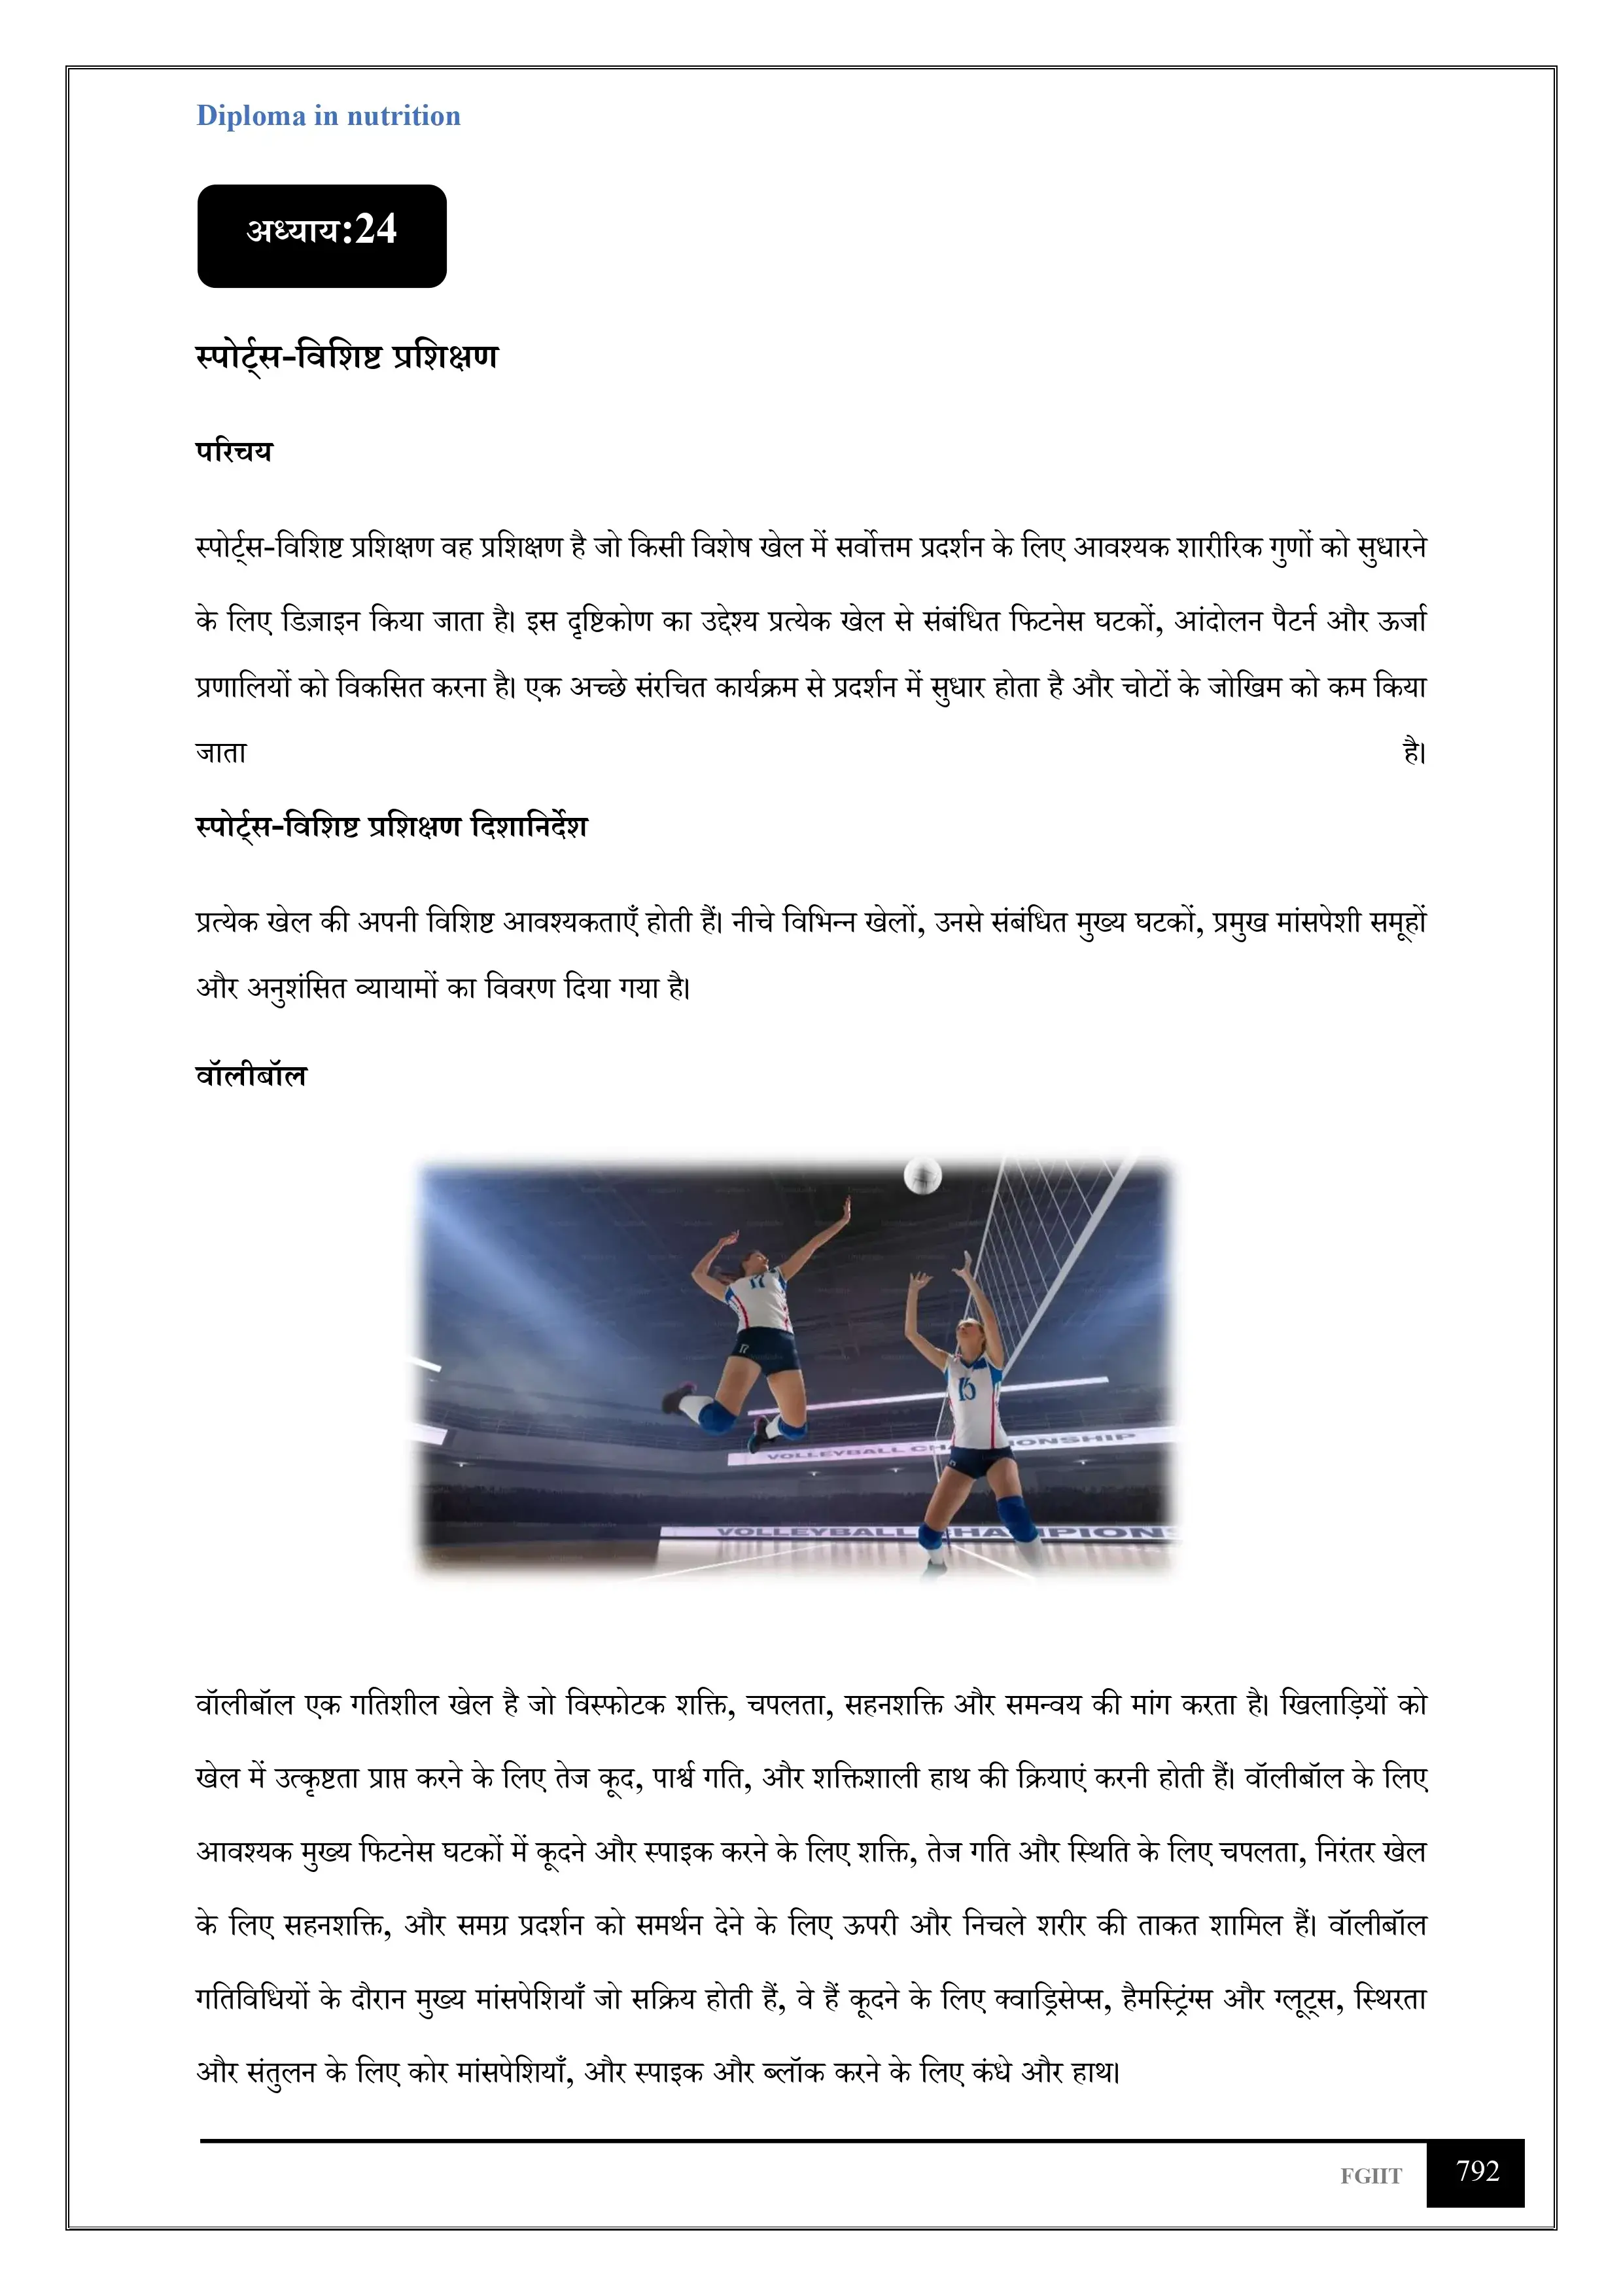 Diploma in nutrition
अध्याय:24
स्पोर्ट्स-विशिष्ट प्रशिक्षण
परिचय
स्पोर्ट्स-विशिष्ट प्रशिक्षण वह प्रशिक्षण है जो किसी विशेष खेल में सर्वोत्तम प्रदर्शन के लिए आवश्यक शारीरिक गुणों को सुधारने
के लिए डिज़ाइन किया जाता है। इस दृष्टिकोण का उद्देश्य प्रत्येक खेल से संबंधित फिटनेस घटकों, आंदोलन पैटर्न और ऊर्जा
प्रणालियों को विकसित करना है। एक अच्छे संरचित कार्यक्रम से प्रदर्शन में सुधार होता है और चोटों के जोखिम को कम किया
जाता है।
स्पोर्ट्स-विशिष्ट प्रशिक्षण दिशानिर्देश
प्रत्येक खेल की अपनी विशिष्ट आवश्यकताएँ होती हैं। नीचे विभिन्न खेलों, उनसे संबंधित मुख्य घटकों, प्रमुख मांसपेशी समूहों
और अनुशंसित व्यायामों का विवरण दिया गया है।
वॉलीबॉल
17
17
15
VOLLEYBALL CH ONSHIP
VOLLEYBALL CHAMPIONS
वॉलीबॉल एक गतिशील खेल है जो विस्फोटक शक्ति, चपलता, सहनशक्ति और समन्वय की मांग करता है। खिलाड़ियों को
खेल में उत्कृष्टता प्राप्त करने के लिए तेज कूद, पार्श्व गति, और शक्तिशाली हाथ की क्रियाएं करनी होती हैं। वॉलीबॉल के लिए
आवश्यक मुख्य फिटनेस घटकों में कूदने और स्पाइक करने के लिए शक्ति, तेज गति और स्थिति के लिए चपलता, निरंतर खेल
के लिए सहनशक्ति, और समग्र प्रदर्शन को समर्थन देने के लिए ऊपरी और निचले शरीर की ताकत शामिल हैं। वॉलीबॉल
गतिविधियों के दौरान मुख्य मांसपेशियाँ जो सक्रिय होती हैं, वे हैं कूदने के लिए क्वाड्रिसेप्स, हैमस्ट्रिंग्स और ग्लूट्स, स्थिरता
और संतुलन के लिए कोर मांसपेशियाँ, और स्पाइक और ब्लॉक करने के लिए कंधे और हाथ।
FGIIT 792